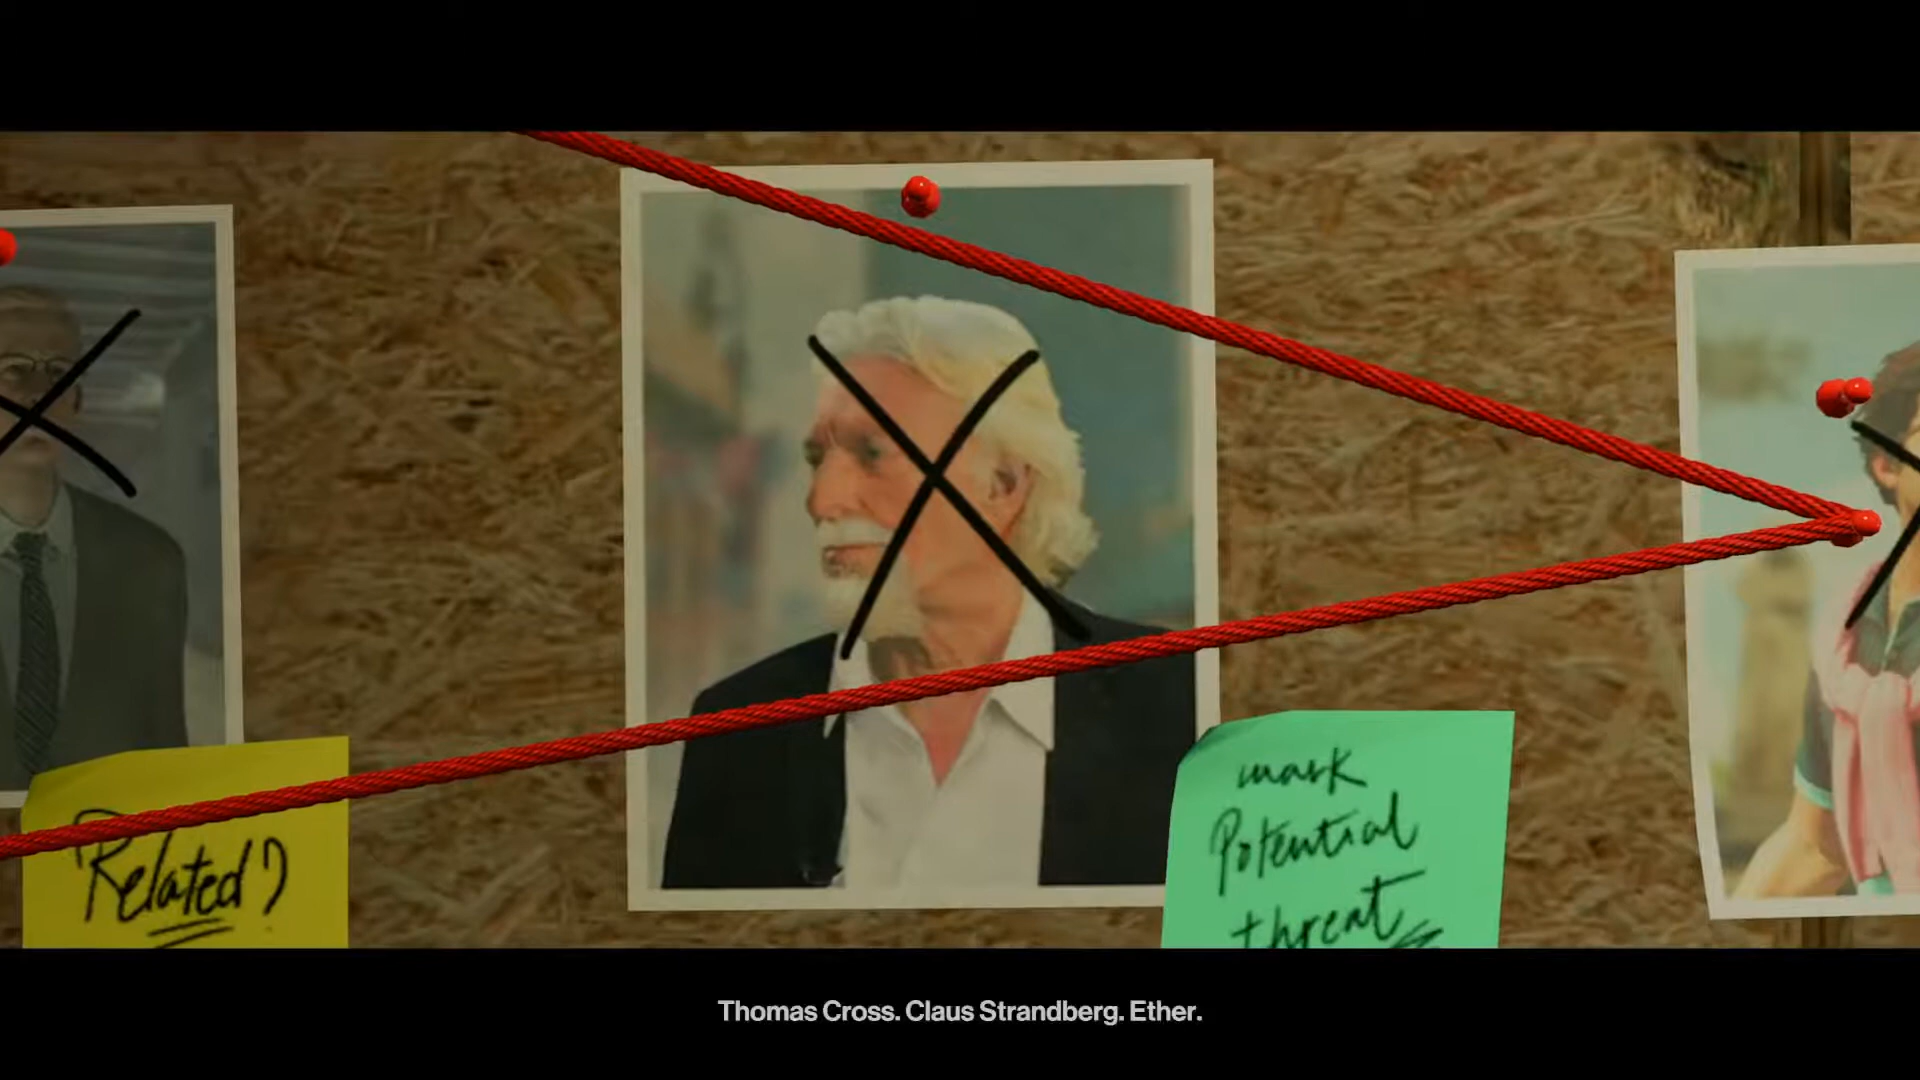 Related?
mark
Potential
threat
Thomas Cross. Claus Strandberg. Ether.